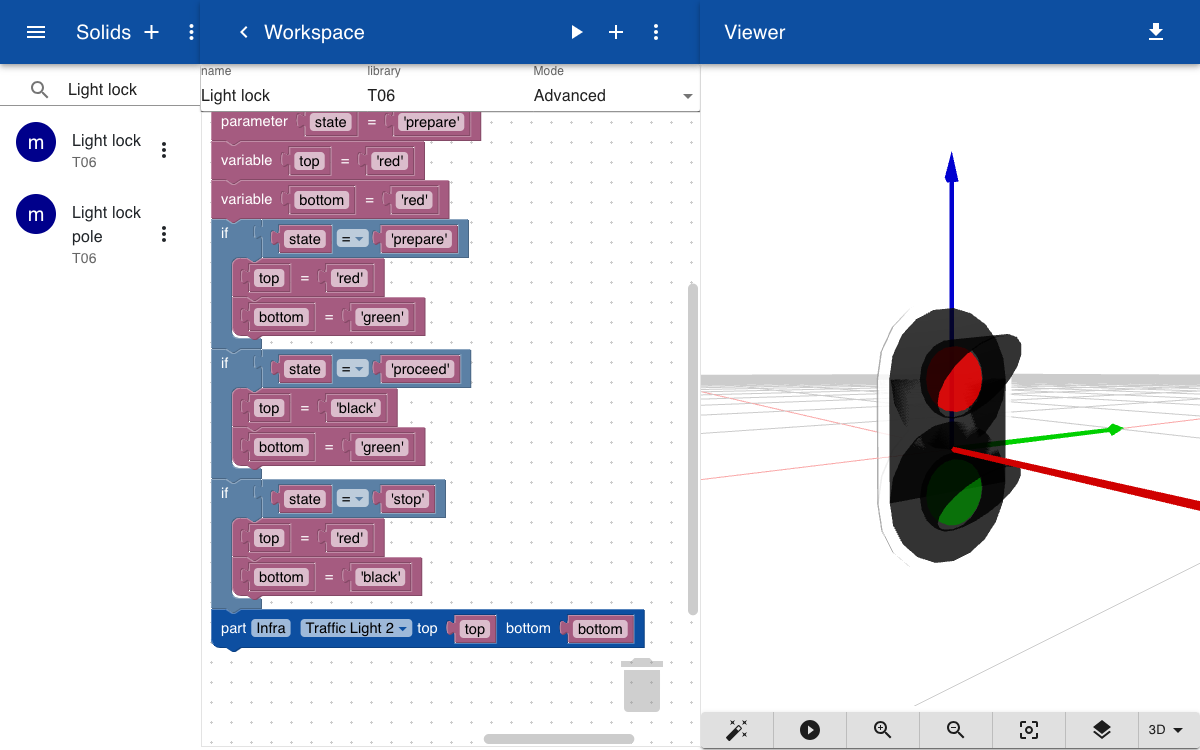 Solids
Workspace
Viewer
Light lock
m
Light lock
T06
m
Light lock
pole
T06
name
library
Mode
Light lock
T06
Advanced
parameter state = 'prepare'
variable top = 'red'
variable bottom = 'red'
if state = 'prepare'
top = 'red'
bottom = 'green'
if state = 'proceed'
top = 'black'
bottom = 'green'
if state = 'stop'
top = 'red'
bottom = 'black'
part Infra Traffic Light 2 top top bottom bottom
3D